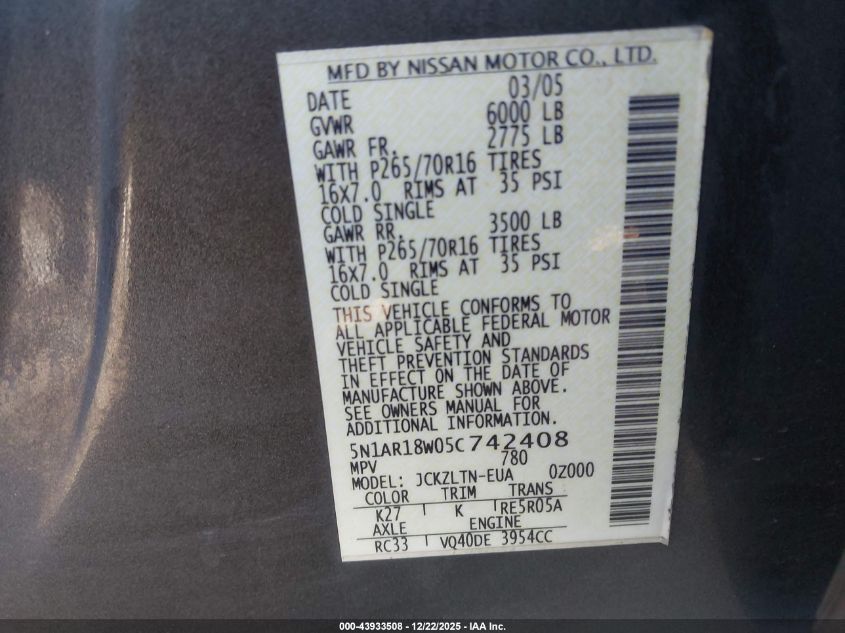 MFD BY NISSAN MOTOR CO., LTD.
DATE 03/05
GVWR 6000 LB
GAWR FR. 2775 LB
WITH P265/70R16 TIRES
16X7.0 RIMS AT 35 PSI
COLD SINGLE
GAWR RR. 3500 LB
WITH P265/70R16 TIRES
16X7.0 RIMS AT 35 PSI
COLD SINGLE
THIS VEHICLE CONFORMS TO
ALL APPLICABLE FEDERAL MOTOR
VEHICLE SAFETY AND
THEFT PREVENTION STANDARDS
IN EFFECT ON THE DATE OF
MANUFACTURE SHOWN ABOVE.
SEE OWNERS MANUAL FOR
ADDITIONAL INFORMATION.
5N1AR18W05C742408
MPV 780
MODEL: JCKZLTN-EUA 0Z000
COLOR TRIM TRANS
K27 K RE5R05A
AXLE ENGINE
RC33 VQ40DE 3954CC
000-43933508 - 12/22/2025 - IAA Inc.